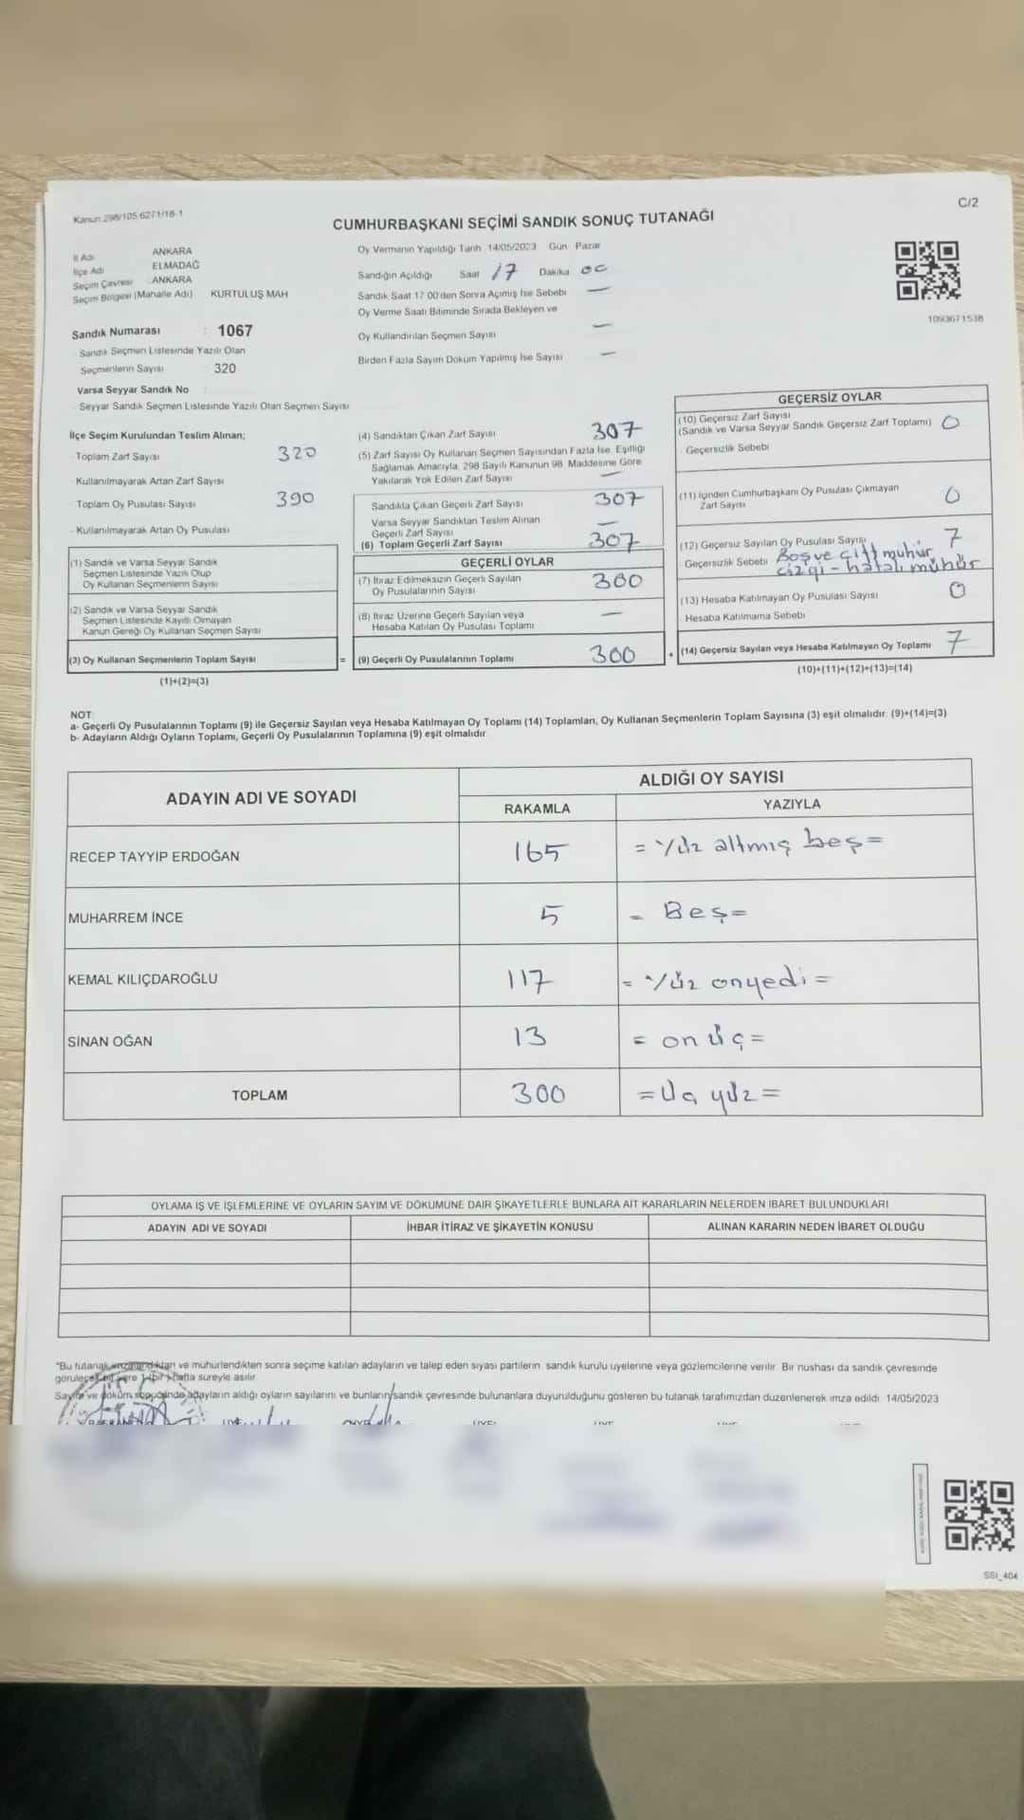 Kanun 298/105 6271/18-1
C/2
CUMHURBAŞKANI SEÇİMİ SANDIK SONUÇ TUTANAĞI
İl Adı ANKARA
İlçe Adı ELMADAĞ
Seçim Çevresi ANKARA
Seçim Bölgesi (Mahalle Adı) KURTULUŞ MAH
Sandık Numarası : 1067
Sandık Seçmen Listesinde Yazılı Olan
Seçmenlerin Sayısı 320
Varsa Seyyar Sandık No
Seyyar Sandık Seçmen Listesinde Yazılı Olan Seçmen Sayısı
Oy Vermenin Yapıldığı Tarih 14/05/2023 Gün Pazar
Sandığın Açıldığı Saat 17 Dakika 00
Sandık Saat 17 00'den Sonra Açımış İse Sebebi —
Oy Verme Saati Bitiminde Sırada Bekleyen ve
Oy Kullandırılan Seçmen Sayısı —
Birden Fazla Sayım Döküm Yapılmış İse Sayısı —
1093671538
İlçe Seçim Kurulundan Teslim Alınan;
Toplam Zarf Sayısı 320
Kullanılmayarak Artan Zarf Sayısı
Toplam Oy Pusulası Sayısı 390
Kullanılmayarak Artan Oy Pusulası
(1) Sandık ve Varsa Seyyar Sandık
Seçmen Listesinde Yazılı Olup
Oy Kullanan Seçmenlerin Sayısı
(2) Sandık ve Varsa Seyyar Sandık
Seçmen Listesinde Kayıtlı Olmayan
Kanun Gereği Oy Kullanan Seçmen Sayısı
(3) Oy Kullanan Seçmenlerin Toplam Sayısı =
(1)+(2)=(3)
(4) Sandıktan Çıkan Zarf Sayısı 307
(5) Zarf Sayısı Oy Kullanan Seçmen Sayısından Fazla İse, Eşitliği
Sağlamak Amacıyla, 298 Sayılı Kanunun 98 Maddesine Göre
Yakılarak Yok Edilen Zarf Sayısı —
Sandıkta Çıkan Geçerli Zarf Sayısı 307
Varsa Seyyar Sandıktan Teslim Alınan
Geçerli Zarf Sayısı —
(6) Toplam Geçerli Zarf Sayısı 307
GEÇERLİ OYLAR
(7) İtiraz Edilmeksizin Geçerli Sayılan
Oy Pusulalarının Sayısı 300
(8) İtiraz Üzerine Geçerli Sayılan veya
Hesaba Katılan Oy Pusulası Toplamı —
(9) Geçerli Oy Pusulalarının Toplamı 300 +
GEÇERSİZ OYLAR
(10) Geçersiz Zarf Sayısı
(Sandık ve Varsa Seyyar Sandık Geçersiz Zarf Toplamı) 0
Geçersizlik Sebebi
(11) İçinden Cumhurbaşkanı Oy Pusulası Çıkmayan
Zarf Sayısı 0
(12) Geçersiz Sayılan Oy Pusulası Sayısı 7
Geçersizlik Sebebi Boş ve çift mühür
çizgi - hatalı mühür
(13) Hesaba Katılmayan Oy Pusulası Sayısı 0
Hesaba Katılmama Sebebi
(14) Geçersiz Sayılan veya Hesaba Katılmayan Oy Toplamı 7
(10)+(11)+(12)+(13)=(14)
NOT
a- Geçerli Oy Pusulalarının Toplamı (9) ile Geçersiz Sayılan veya Hesaba Katılmayan Oy Toplamı (14) Toplamları, Oy Kullanan Seçmenlerin Toplam Sayısına (3) eşit olmalıdır. (9)+(14)=(3)
b- Adayların Aldığı Oyların Toplamı, Geçerli Oy Pusulalarının Toplamına (9) eşit olmalıdır
ADAYIN ADI VE SOYADI
ALDIĞI OY SAYISI
RAKAMLA YAZIYLA
RECEP TAYYİP ERDOĞAN 165 = Yüz altmış beş =
MUHARREM İNCE 5 = Beş =
KEMAL KILIÇDAROĞLU 117 = Yüz onyedi =
SİNAN OĞAN 13 = on üç =
TOPLAM 300 = Üç yüz =
OYLAMA İŞ VE İŞLEMLERİNE VE OYLARIN SAYIM VE DÖKÜMÜNE DAİR ŞİKAYETLERLE BUNLARA AİT KARARLARIN NELERDEN İBARET BULUNDUKLARI
ADAYIN ADI VE SOYADI İHBAR İTİRAZ VE ŞİKAYETİN KONUSU ALINAN KARARIN NEDEN İBARET OLDUĞU
*Bu tutanak ve mühürlendikten sonra seçime katılan adayların ve talep eden siyasi partilerin sandık kurulu üyelerine veya gözlemcilerine verilir. Bir nüshası da sandık çevresinde
hafta süreyle asılır
Sayım ve döküm sonucunda adayların aldığı oyların sayılarını ve bunların sandık çevresinde bulunanlara duyurulduğunu gösteren bu tutanak tarafımızdan düzenlenerek imza edildi 14/05/2023
SSI_404